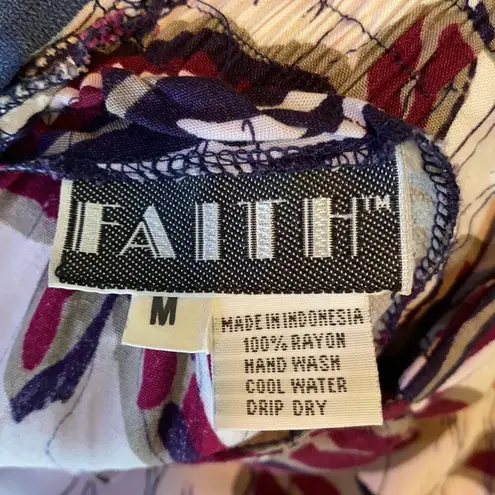 FAITH™
M
MADE IN INDONESIA
100% RAYON
HAND WASH
COOL WATER
DRIP DRY